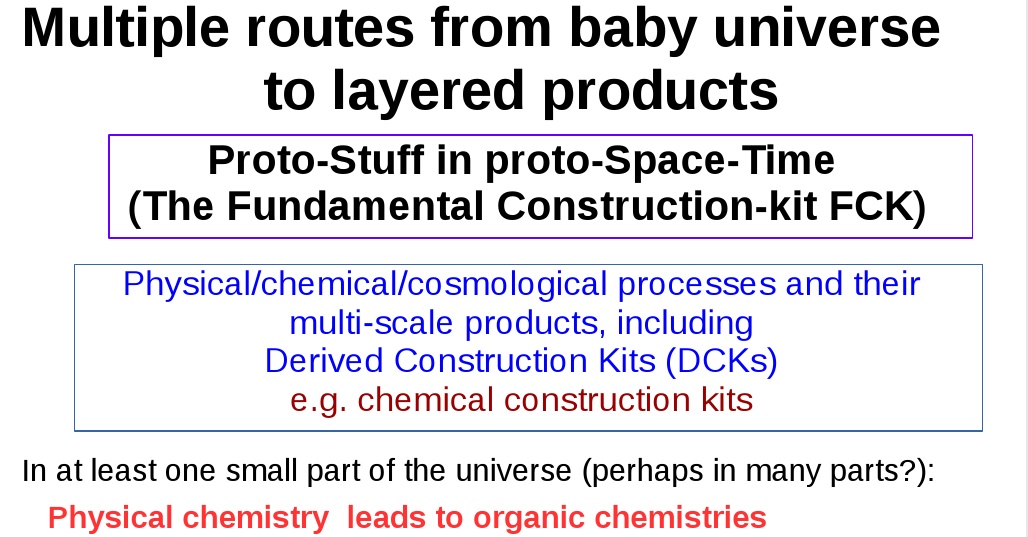 Multiple routes from baby universe
to layered products
Proto-Stuff in proto-Space-Time
(The Fundamental Construction-kit FCK)
Physical/chemical/cosmological processes and their
multi-scale products, including
Derived Construction Kits (DCKs)
e.g. chemical construction kits
In at least one small part of the universe (perhaps in many parts?):
Physical chemistry  leads to organic chemistries